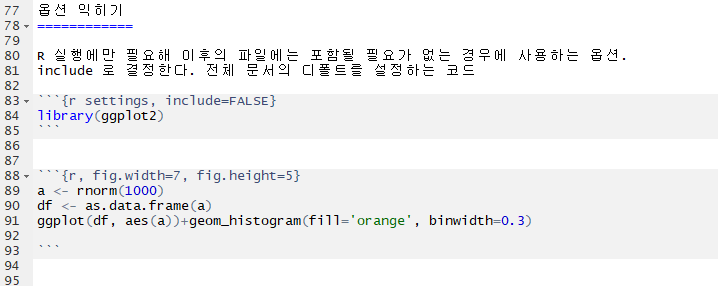 77 옵션 익히기
78 ============
79
80 R 실행에만 필요해 이후의 파일에는 포함될 필요가 없는 경우에 사용하는 옵션.
81 include 로 결정한다. 전체 문서의 디폴트를 설정하는 코드
82
83 ```{r settings, include=FALSE}
84 library(ggplot2)
85 ```
86
87
88 ```{r, fig.width=7, fig.height=5}
89 a <- rnorm(1000)
90 df <- as.data.frame(a)
91 ggplot(df, aes(a))+geom_histogram(fill='orange', binwidth=0.3)
92
93 ```
94
95